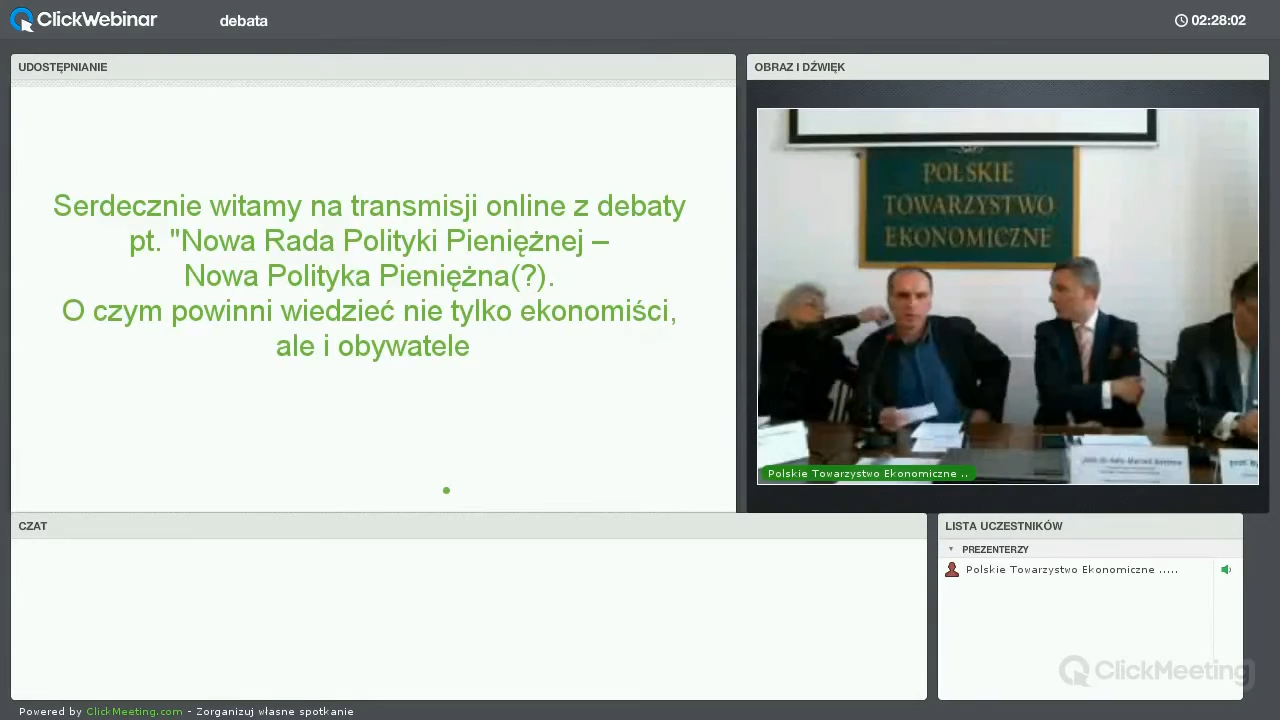 ClickWebinar
debata
02:28:02
UDOSTĘPNIANIE
Serdecznie witamy na transmisji online z debaty
pt. "Nowa Rada Polityki Pieniężnej –
Nowa Polityka Pieniężna(?).
O czym powinni wiedzieć nie tylko ekonomiści,
ale i obywatele
OBRAZ I DŹWIĘK
POLSKIE
TOWARZYSTWO
EKONOMICZNE
Polskie Towarzystwo Ekonomiczne ..
CZAT
LISTA UCZESTNIKÓW
PREZENTERZY
Polskie Towarzystwo Ekonomiczne .....
ClickMeeting
Powered by ClickMeeting.com - Zorganizuj własne spotkanie